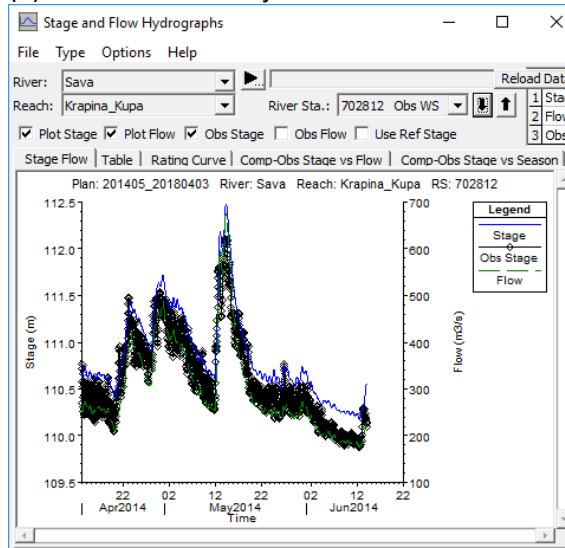 Stage and Flow Hydrographs
File Type Options Help
River: Sava Reload Data
Reach: Krapina_Kupa River Sta.: 702812 Obs WS
1 Sta
2 Flo
3 Obs
Plot Stage Plot Flow Obs Stage Obs Flow Use Ref Stage
Stage Flow Table Rating Curve Comp-Obs Stage vs Flow Comp-Obs Stage vs Season
Plan: 201405_20180403 River: Sava Reach: Krapina_Kupa RS: 702812
Legend
Stage
Obs Stage
Flow
112.5
112.0
111.5
111.0
110.5
110.0
109.5
Stage (m)
700
600
500
400
300
200
100
Flow (m3/s)
22 02 12 22 02 12 22
Apr2014 May2014 Jun2014
Time